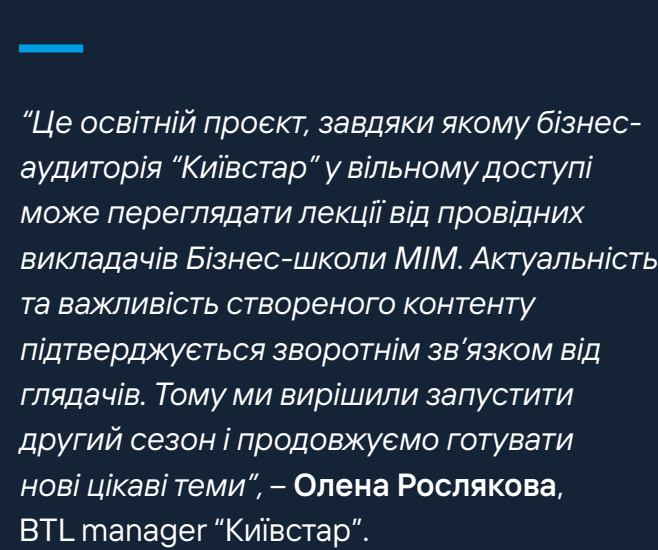 “Це освітній проєкт, завдяки якому бізнес-
аудиторія “Київстар” у вільному доступі
може переглядати лекції від провідних
викладачів Бізнес-школи МІМ. Актуальність
та важливість створеного контенту
підтверджується зворотнім зв’язком від
глядачів. Тому ми вирішили запустити
другий сезон і продовжуємо готувати
нові цікаві теми”, – Олена Рослякова,
BTL manager “Київстар”.